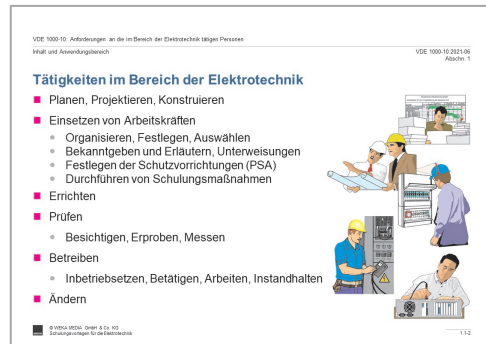 VDE 1000-10: Anforderungen an die im Bereich der Elektrotechnik tätigen Personen
Inhalt und Anwendungsbereich
VDE 1000-10:2021-06
Abschn. 1
Tätigkeiten im Bereich der Elektrotechnik
Planen, Projektieren, Konstruieren
Einsetzen von Arbeitskräften
Organisieren, Festlegen, Auswählen
Bekanntgeben und Erläutern, Unterweisungen
Festlegen der Schutzvorrichtungen (PSA)
Durchführen von Schulungsmaßnahmen
Errichten
Prüfen
Besichtigen, Erproben, Messen
Betreiben
Inbetriebsetzen, Betätigen, Arbeiten, Instandhalten
Ändern
© WEKA MEDIA GmbH & Co. KG
Schulungsvorlagen für die Elektrotechnik
1.1-2